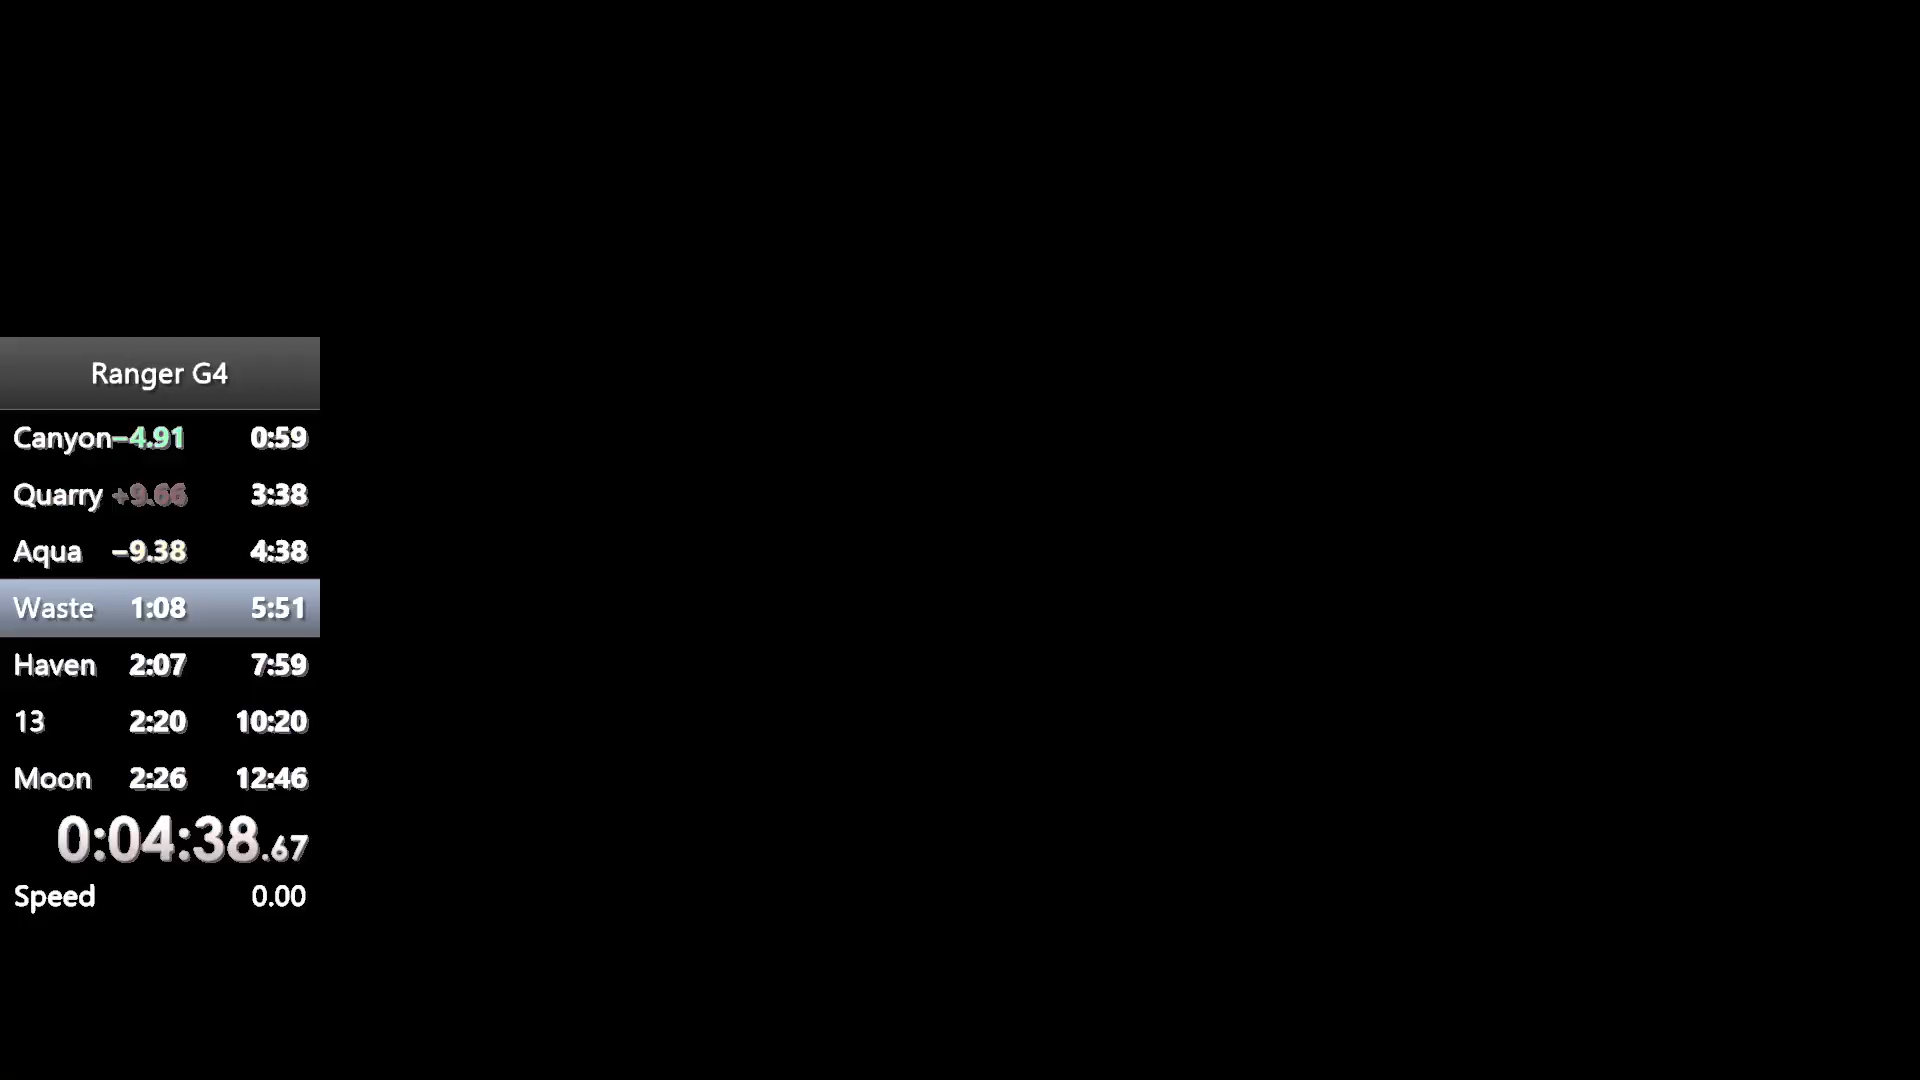 Ranger G4
Canyon −4.91 0:59
Quarry +9.66 3:38
Aqua −9.38 4:38
Waste 1:08 5:51
Haven 2:07 7:59
13 2:20 10:20
Moon 2:26 12:46
0:04:38.67
Speed 0.00